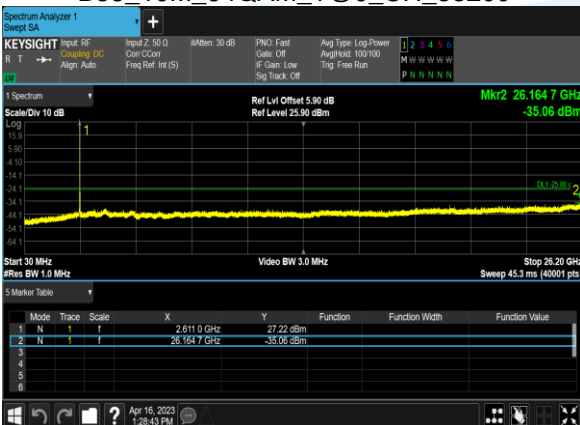 Spectrum Analyzer 1
Swept SA
KEYSIGHT
R T
LW
Input: RF
Coupling: DC
Align: Auto
Input Z: 50 Ω
Corr CCorr
Freq Ref: Int (S)
#Atten: 30 dB
PNO: Fast
Gate: Off
IF Gain: Low
Sig Track: Off
Avg Type: Log-Power
Avg|Hold: 100/100
Trig: Free Run
1 2 3 4 5 6
M W W W W W
P N N N N N
1 Spectrum
Scale/Div 10 dB
Ref Lvl Offset 5.90 dB
Ref Level 25.90 dBm
Mkr2 26.164 7 GHz
-35.06 dBm
Log
1
15.9
5.90
-4.10
-14.1
-24.1
DL1 -25.00
2
-34.1
-44.1
-54.1
-64.1
Start 30 MHz
#Res BW 1.0 MHz
Video BW 3.0 MHz
Stop 26.20 GHz
Sweep 45.3 ms (40001 pts
5 Marker Table
Mode Trace Scale X Y Function Function Width Function Value
1 N 1 f 2.611 0 GHz 27.22 dBm
2 N 1 f 26.164 7 GHz -35.06 dBm
3
4
5
6
?
Apr 16, 2023
1:28:43 PM